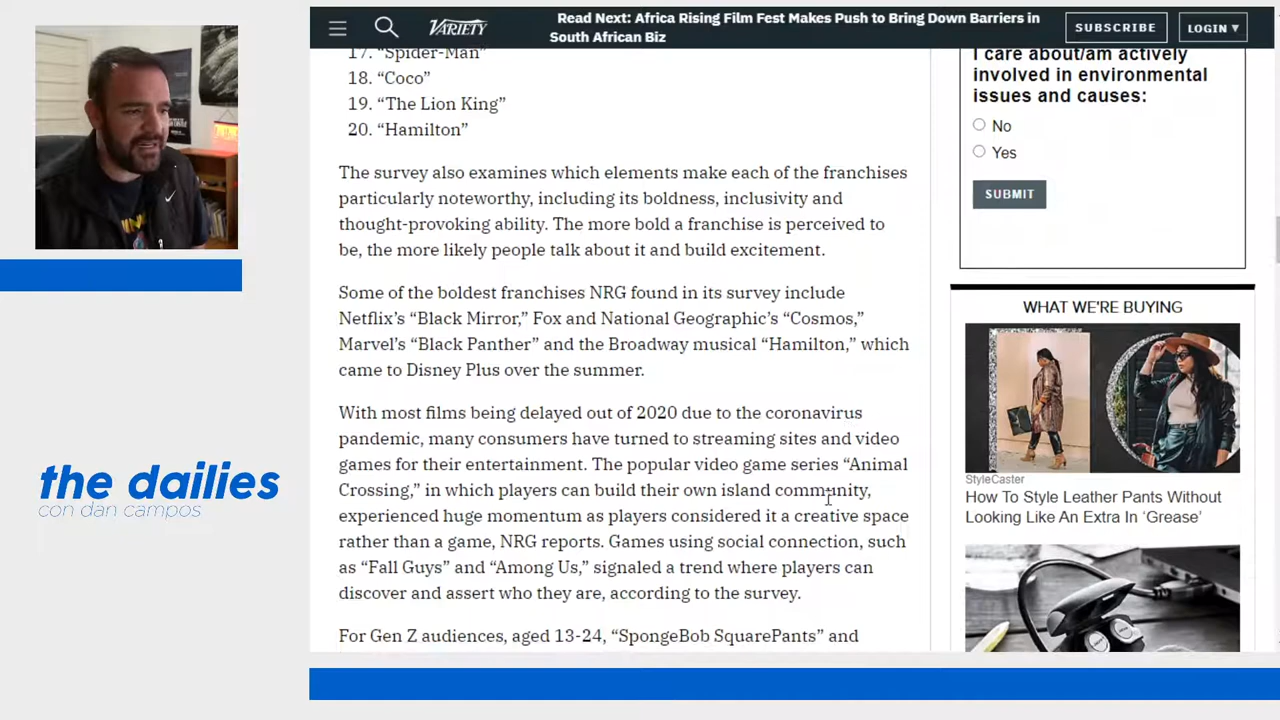 VARIETY
Read Next: Africa Rising Film Fest Makes Push to Bring Down Barriers in
South African Biz
SUBSCRIBE
LOGIN ▾
17. “Spider-Man”
18. “Coco”
19. “The Lion King”
20. “Hamilton”
The survey also examines which elements make each of the franchises
particularly noteworthy, including its boldness, inclusivity and
thought-provoking ability. The more bold a franchise is perceived to
be, the more likely people talk about it and build excitement.
Some of the boldest franchises NRG found in its survey include
Netflix’s “Black Mirror,” Fox and National Geographic’s “Cosmos,”
Marvel’s “Black Panther” and the Broadway musical “Hamilton,” which
came to Disney Plus over the summer.
With most films being delayed out of 2020 due to the coronavirus
pandemic, many consumers have turned to streaming sites and video
games for their entertainment. The popular video game series “Animal
Crossing,” in which players can build their own island community,
experienced huge momentum as players considered it a creative space
rather than a game, NRG reports. Games using social connection, such
as “Fall Guys” and “Among Us,” signaled a trend where players can
discover and assert who they are, according to the survey.
For Gen Z audiences, aged 13-24, “SpongeBob SquarePants” and
I care about/am actively
involved in environmental
issues and causes:
No
Yes
SUBMIT
WHAT WE'RE BUYING
StyleCaster
How To Style Leather Pants Without
Looking Like An Extra In ‘Grease’
the dailies
con dan campos